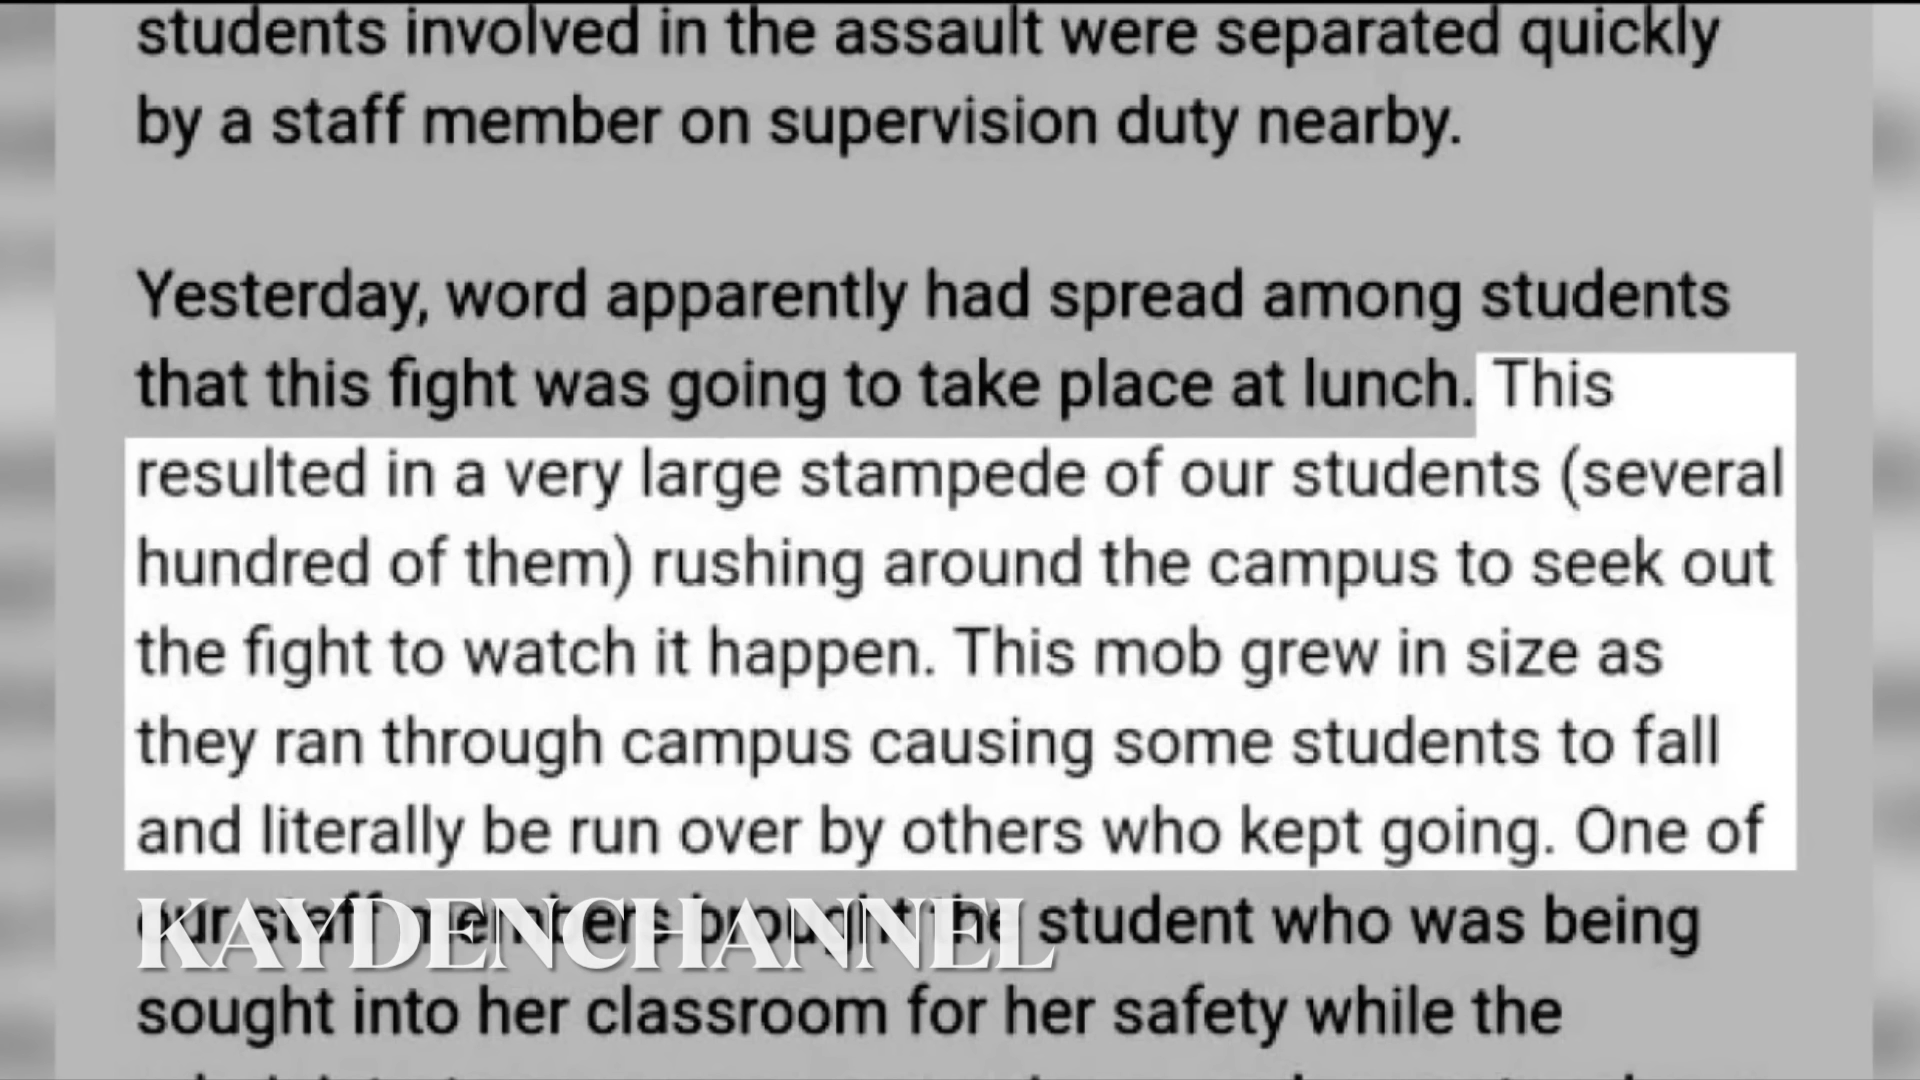 students involved in the assault were separated quickly
by a staff member on supervision duty nearby.
Yesterday, word apparently had spread among students
that this fight was going to take place at lunch. This
resulted in a very large stampede of our students (several
hundred of them) rushing around the campus to seek out
the fight to watch it happen. This mob grew in size as
they ran through campus causing some students to fall
and literally be run over by others who kept going. One of
our staff members brought the student who was being
KAYDENCHANNEL
sought into her classroom for her safety while the